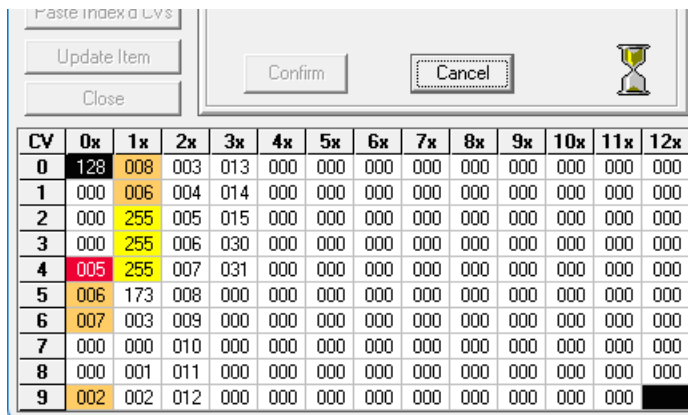 Paste Index'd CVs
Update Item
Confirm Cancel
Close
CV 0x 1x 2x 3x 4x 5x 6x 7x 8x 9x 10x 11x 12x
0 128 008 003 013 000 000 000 000 000 000 000 000 000
1 000 006 004 014 000 000 000 000 000 000 000 000 000
2 000 255 005 015 000 000 000 000 000 000 000 000 000
3 000 255 006 030 000 000 000 000 000 000 000 000 000
4 005 255 007 031 000 000 000 000 000 000 000 000 000
5 006 173 008 000 000 000 000 000 000 000 000 000 000
6 007 003 009 000 000 000 000 000 000 000 000 000 000
7 000 000 010 000 000 000 000 000 000 000 000 000 000
8 000 001 011 000 000 000 000 000 000 000 000 000 000
9 002 002 012 000 000 000 000 000 000 000 000 000